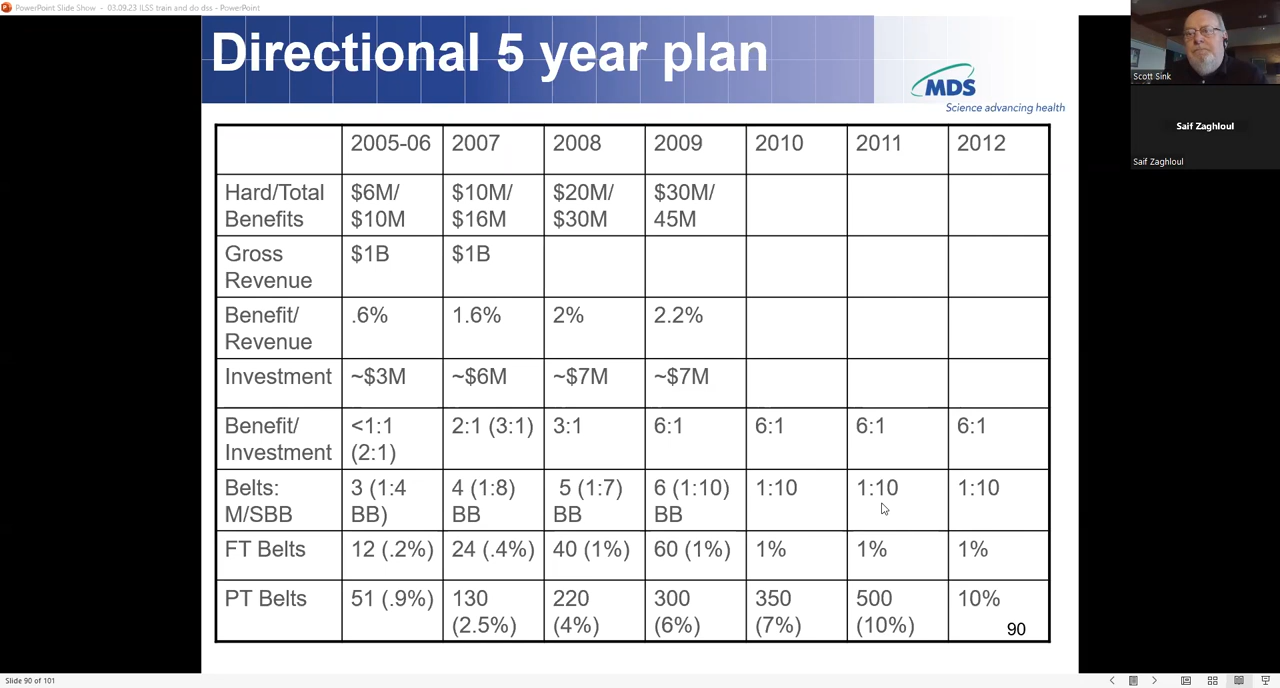 PowerPoint Slide Show - 03.09.23 ILSS train and do dss - PowerPoint
Directional 5 year plan
MDS
Science advancing health
Scott Sink
Saif Zaghloul
Saif Zaghloul
2005-06 2007 2008 2009 2010 2011 2012
Hard/Total $6M/ $10M/ $20M/ $30M/
Benefits $10M $16M $30M 45M
Gross $1B $1B
Revenue
Benefit/ .6% 1.6% 2% 2.2%
Revenue
Investment ~$3M ~$6M ~$7M ~$7M
Benefit/ <1:1 2:1 (3:1) 3:1 6:1 6:1 6:1 6:1
Investment (2:1)
Belts: 3 (1:4 4 (1:8) 5 (1:7) 6 (1:10) 1:10 1:10 1:10
M/SBB BB) BB BB BB
FT Belts 12 (.2%) 24 (.4%) 40 (1%) 60 (1%) 1% 1% 1%
PT Belts 51 (.9%) 130 220 300 350 500 10%
(2.5%) (4%) (6%) (7%) (10%) 90
Slide 90 of 101